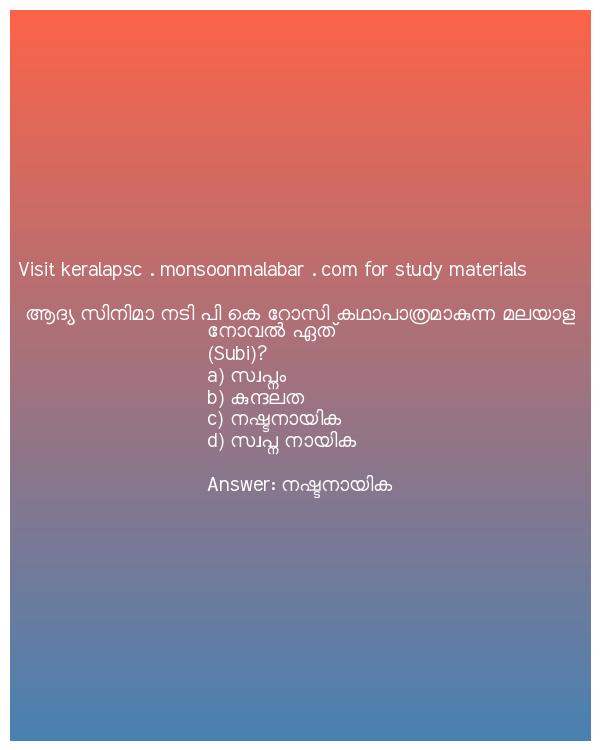 Visit keralapsc . monsoonmalabar . com for study materials
ആദ്യ സിനിമാ നടി പി കെ റോസി കഥാപാത്രമാകുന്ന മലയാള
നോവൽ ഏത്
(Subi)?
a) സ്വപ്നം
b) കുന്ദലത
c) നഷ്ടനായിക
d) സ്വപ്ന നായിക
Answer: നഷ്ടനായിക